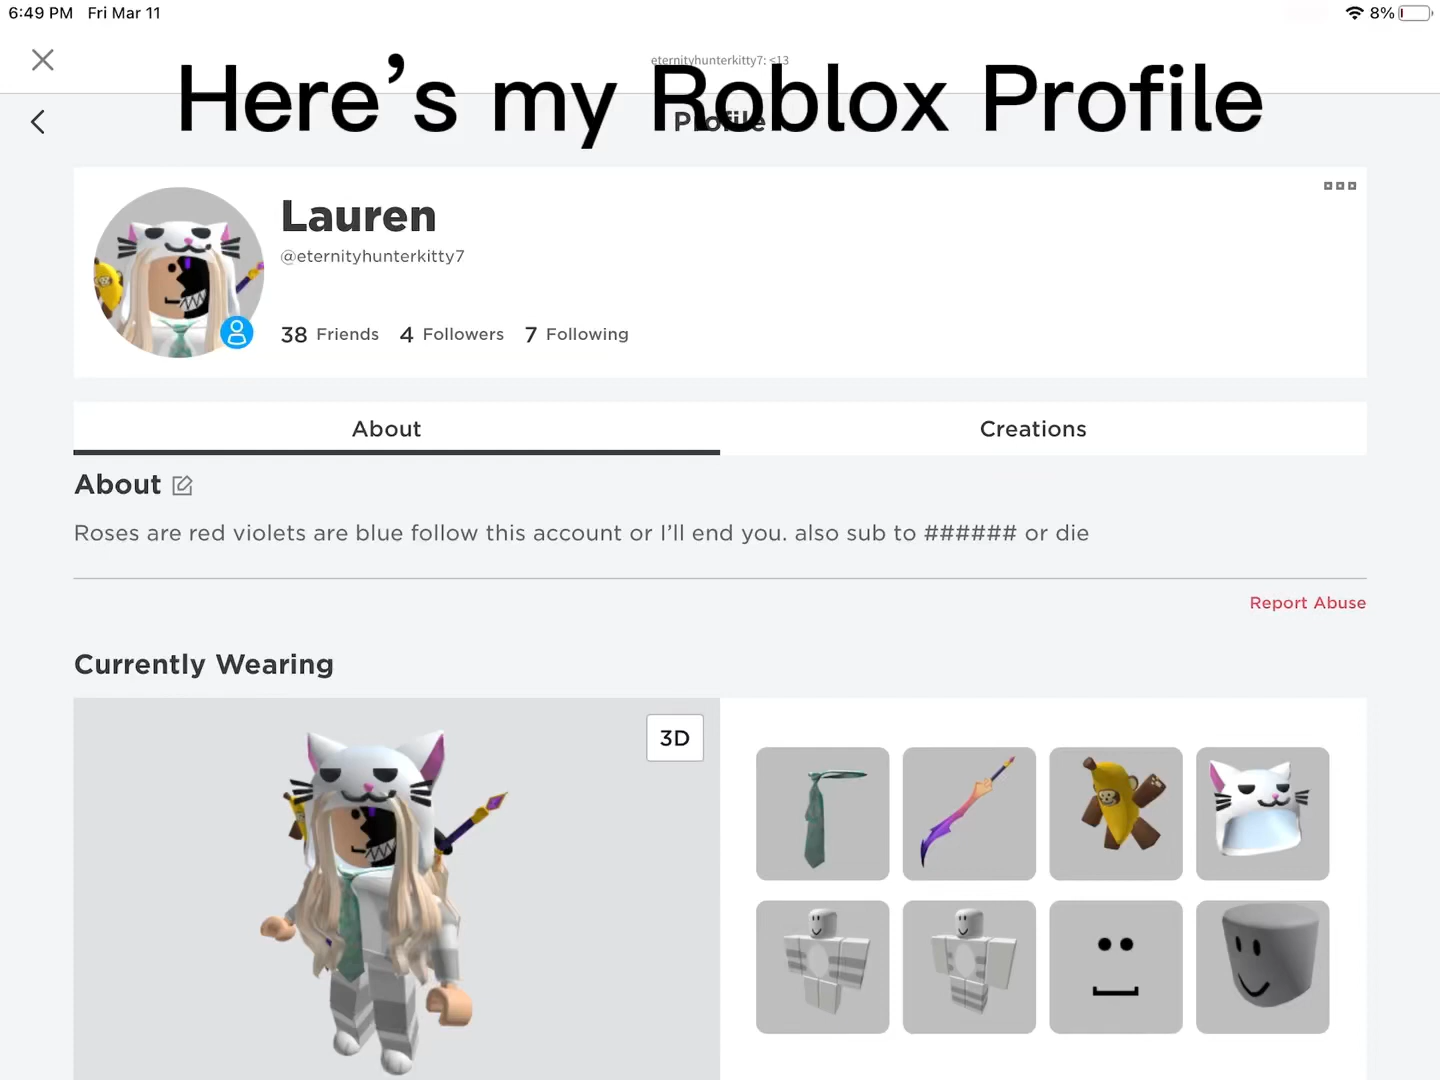 6:49 PM Fri Mar 11
8%
eternityhunterkitty7: <13
Here's my Roblox Profile
Profile
Lauren
@eternityhunterkitty7
38 Friends 4 Followers 7 Following
About
Creations
About
Roses are red violets are blue follow this account or I'll end you. also sub to ###### or die
Report Abuse
Currently Wearing
3D